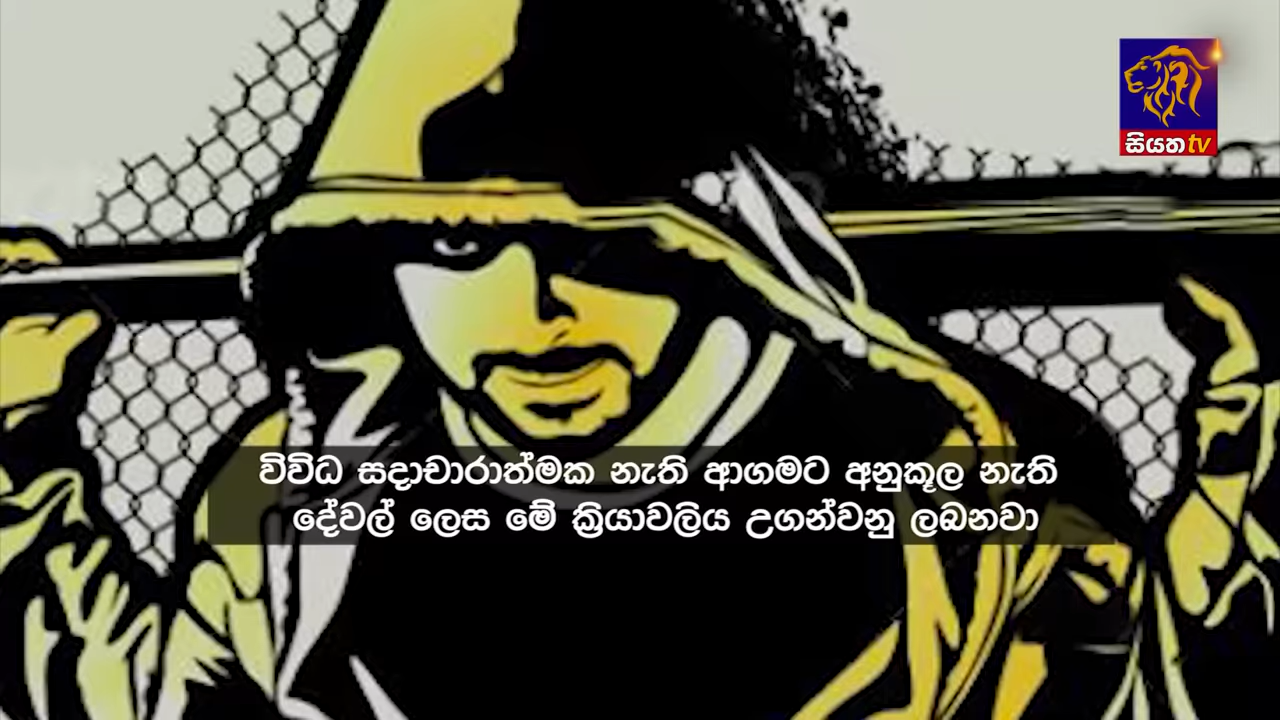 සියත tv
විවිධ සදාචාරාත්මක නැති ආගමට අනුකූල නැති
දේවල් ලෙස මේ ක්‍රියාවලිය උගන්වනු ලබනවා